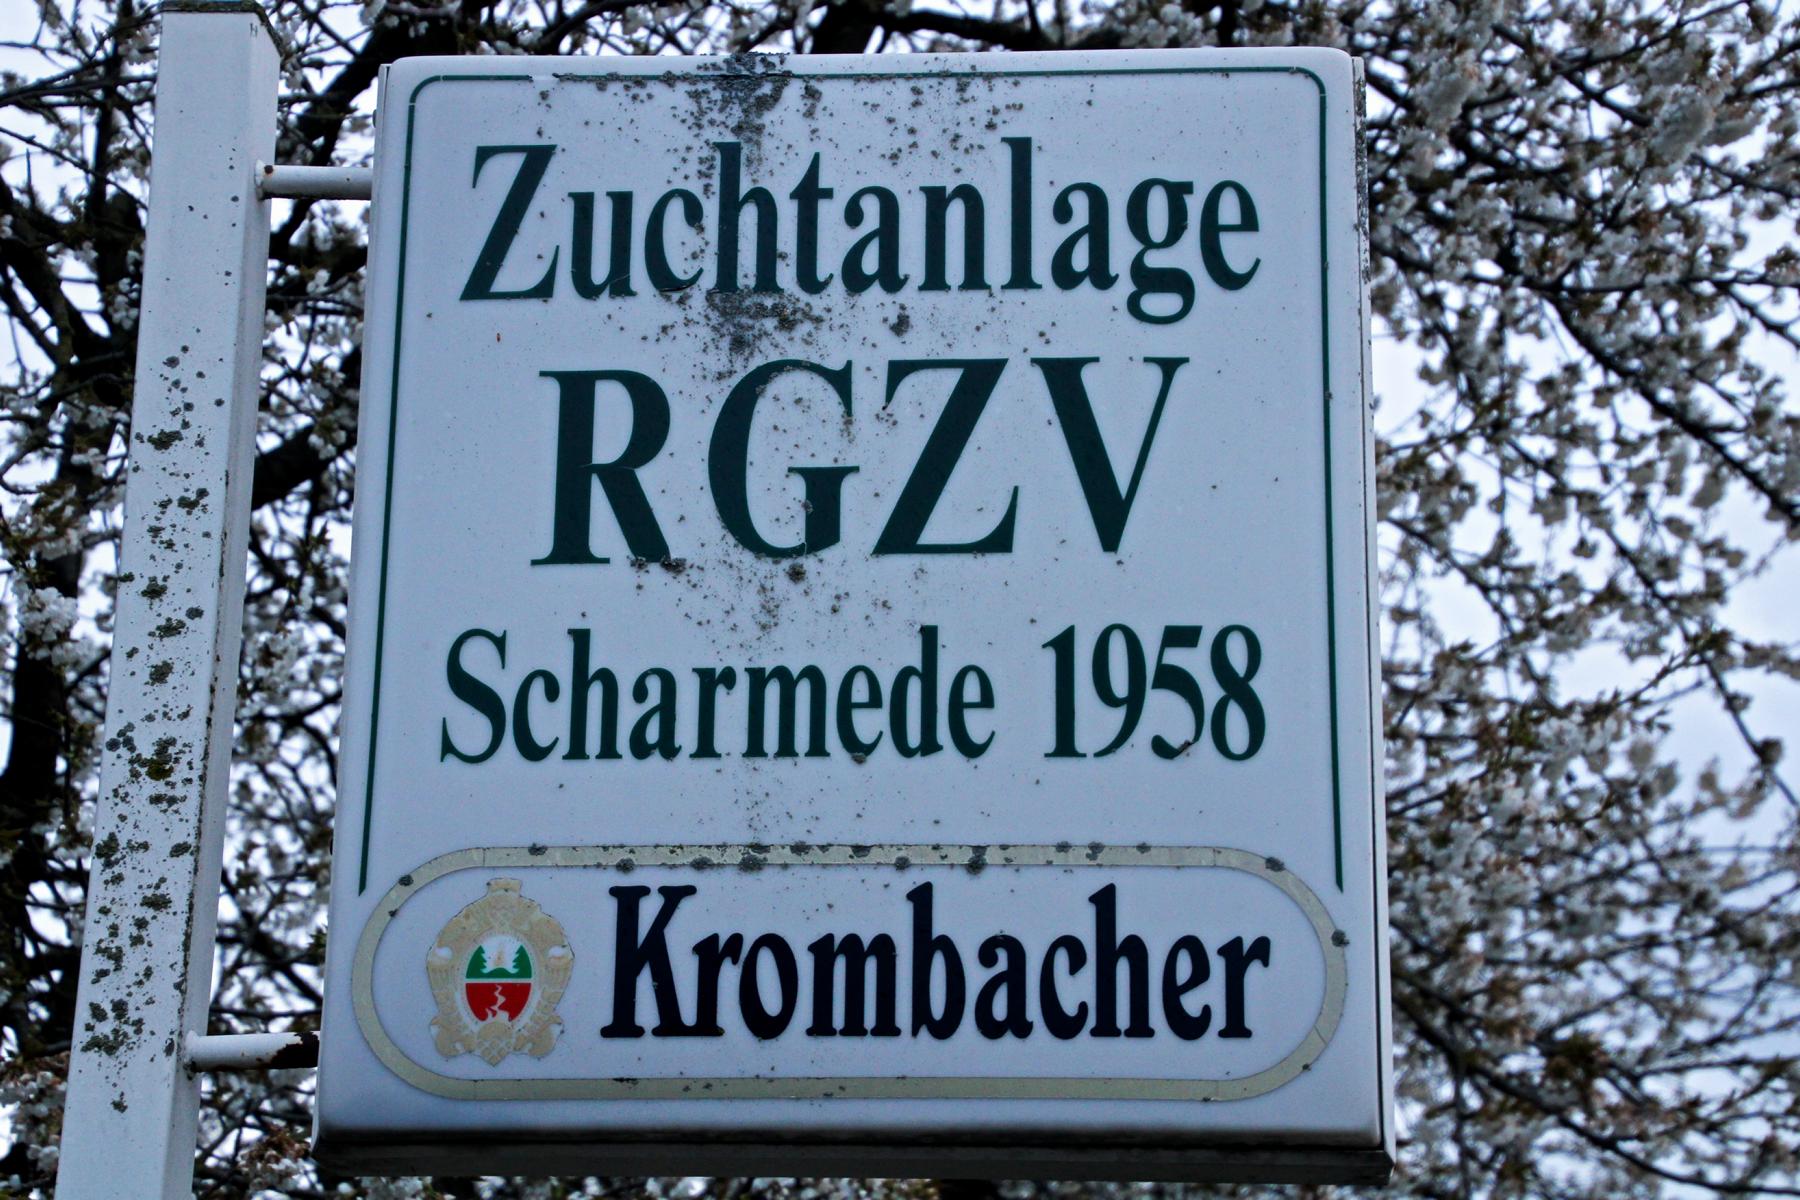 Zuchtanlage
RGZV
Scharmede 1958
Krombacher